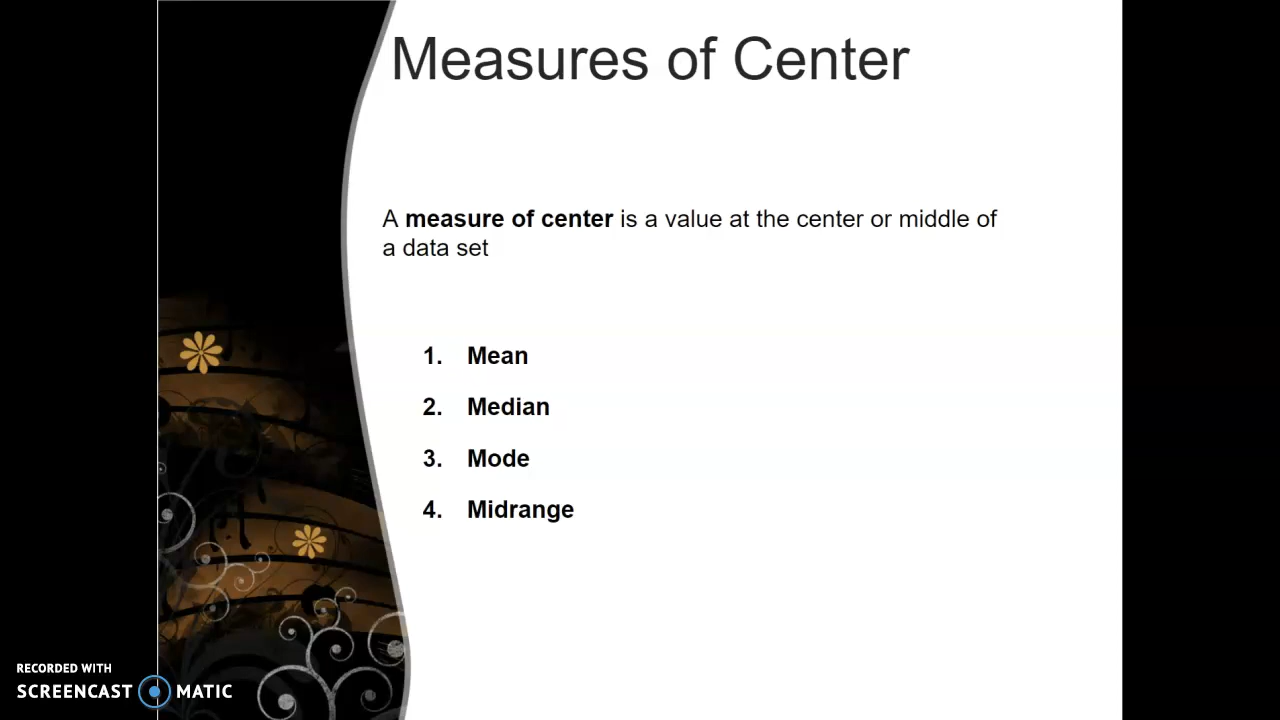 Measures of Center
A measure of center is a value at the center or middle of
a data set
1. Mean
2. Median
3. Mode
4. Midrange
RECORDED WITH
SCREENCAST MATIC